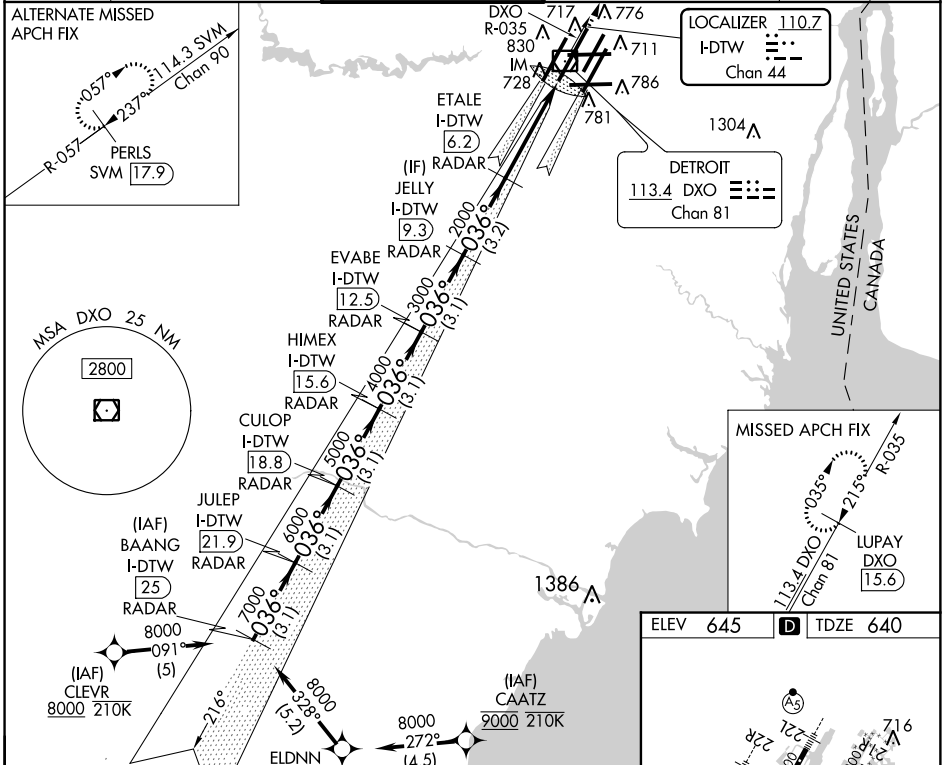 ALTERNATE MISSED
APCH FIX
057°
237°
114.3 SVM
Chan 90
R-057
PERLS
SVM 17.9
DXO
R-035
717
776
830
711
IM
728
786
781
LOCALIZER 110.7
I-DTW
Chan 44
1304
DETROIT
113.4 DXO
Chan 81
UNITED STATES
CANADA
ETALE
I-DTW
6.2
RADAR
(IF)
JELLY
I-DTW
9.3
RADAR
2000
036°
(3.2)
EVABE
I-DTW
12.5
RADAR
3000
036°
(3.1)
HIMEX
I-DTW
15.6
RADAR
4000
036°
(3.1)
CULOP
I-DTW
18.8
RADAR
5000
036°
(3.1)
JULEP
I-DTW
21.9
RADAR
6000
036°
(3.1)
(IAF)
BAANG
I-DTW
25
RADAR
7000
036°
(3.1)
MSA DXO 25 NM
2800
8000
091°
(5)
(IAF)
CLEVR
8000 210K
216°
8000
328°
(5.2)
ELDNN
8000
272°
(4.5)
(IAF)
CAATZ
9000 210K
1386
MISSED APCH FIX
035°
215°
R-035
113.4 DXO
Chan 81
LUPAY
DXO
15.6
ELEV 645 D TDZE 640
A5
22R
22L
716